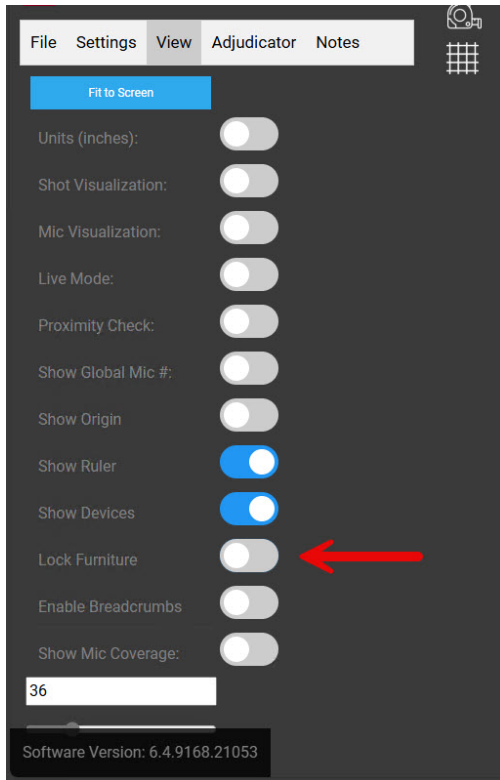 File Settings View Adjudicator Notes
Fit to Screen
Units (inches):
Shot Visualization:
Mic Visualization:
Live Mode:
Proximity Check:
Show Global Mic #:
Show Origin
Show Ruler
Show Devices
Lock Furniture
Enable Breadcrumbs
Show Mic Coverage:
36
Software Version: 6.4.9168.21053